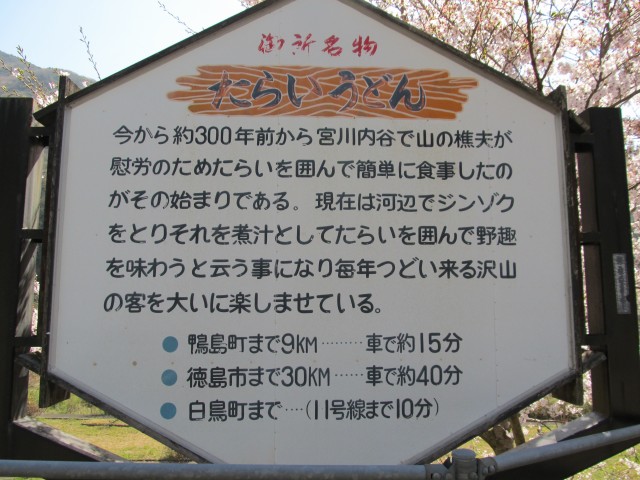 御所名物
たらいうどん
今から約300年前から宮川内谷で山の樵夫が
慰労のためたらいを囲んで簡単に食事したの
がその始まりである。現在は河辺でジンゾク
をとりそれを煮汁としてたらいを囲んで野趣
を味わうと云う事になり毎年つどい来る沢山
の客を大いに楽しませている。
● 鴨島町まで9KM………車で約15分
● 徳島市まで30KM……車で約40分
● 白鳥町まで‥‥(11号線まで10分)